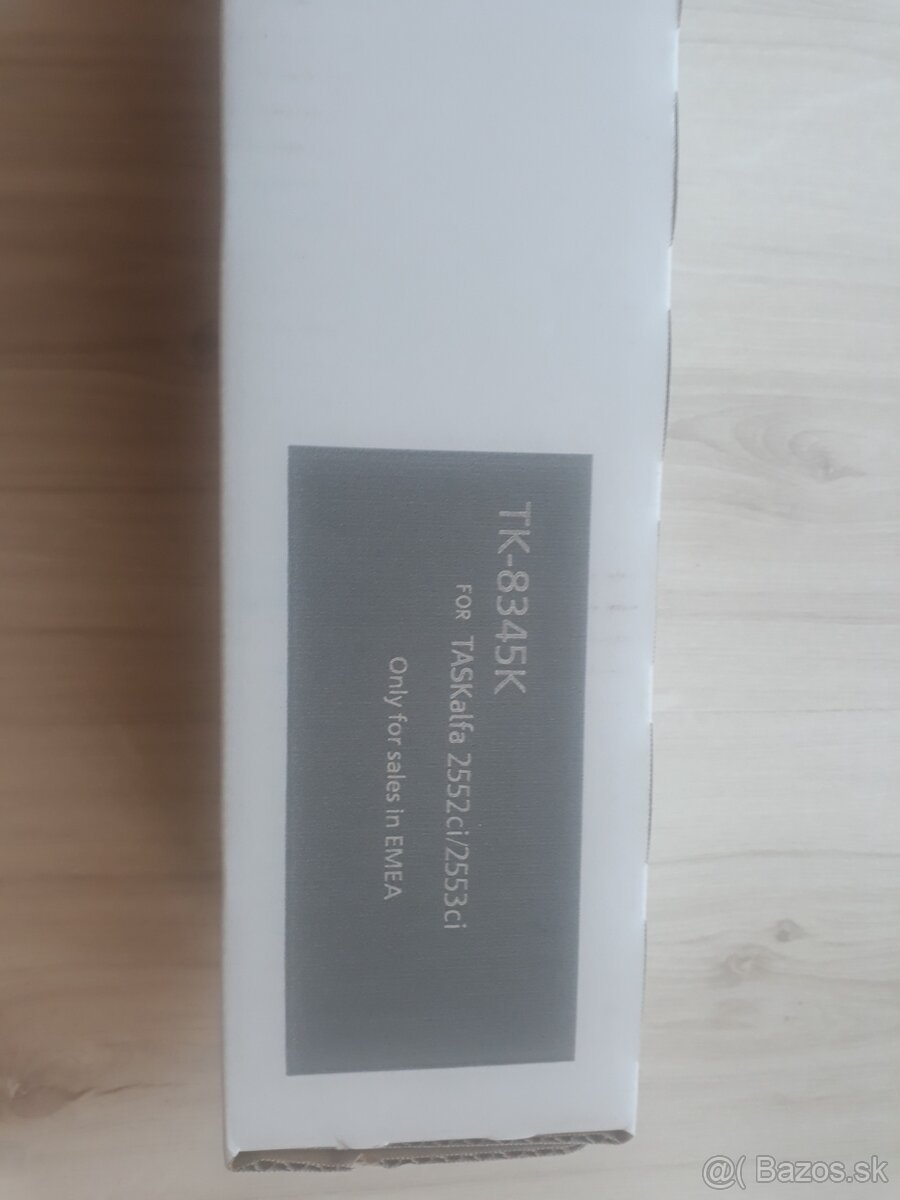 TK-8345K
FOR TASKalfa 2552ci/2553ci
Only for sales in EMEA
@( Bazos.sk